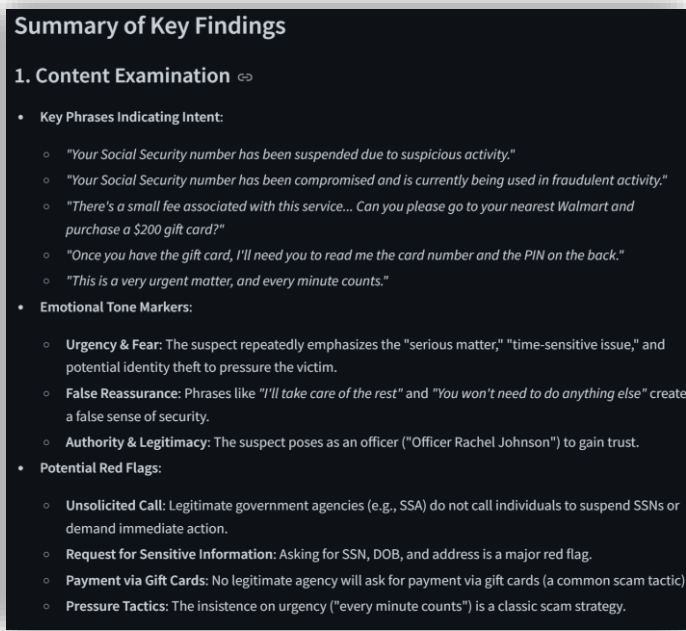 Summary of Key Findings
1. Content Examination
• Key Phrases Indicating Intent:
○ "Your Social Security number has been suspended due to suspicious activity."
○ "Your Social Security number has been compromised and is currently being used in fraudulent activity."
○ "There's a small fee associated with this service... Can you please go to your nearest Walmart and
purchase a $200 gift card?"
○ "Once you have the gift card, I'll need you to read me the card number and the PIN on the back."
○ "This is a very urgent matter, and every minute counts."
• Emotional Tone Markers:
○ Urgency & Fear: The suspect repeatedly emphasizes the "serious matter," "time-sensitive issue," and
potential identity theft to pressure the victim.
○ False Reassurance: Phrases like "I'll take care of the rest" and "You won't need to do anything else" create
a false sense of security.
○ Authority & Legitimacy: The suspect poses as an officer ("Officer Rachel Johnson") to gain trust.
• Potential Red Flags:
○ Unsolicited Call: Legitimate government agencies (e.g., SSA) do not call individuals to suspend SSNs or
demand immediate action.
○ Request for Sensitive Information: Asking for SSN, DOB, and address is a major red flag.
○ Payment via Gift Cards: No legitimate agency will ask for payment via gift cards (a common scam tactic)
○ Pressure Tactics: The insistence on urgency ("every minute counts") is a classic scam strategy.